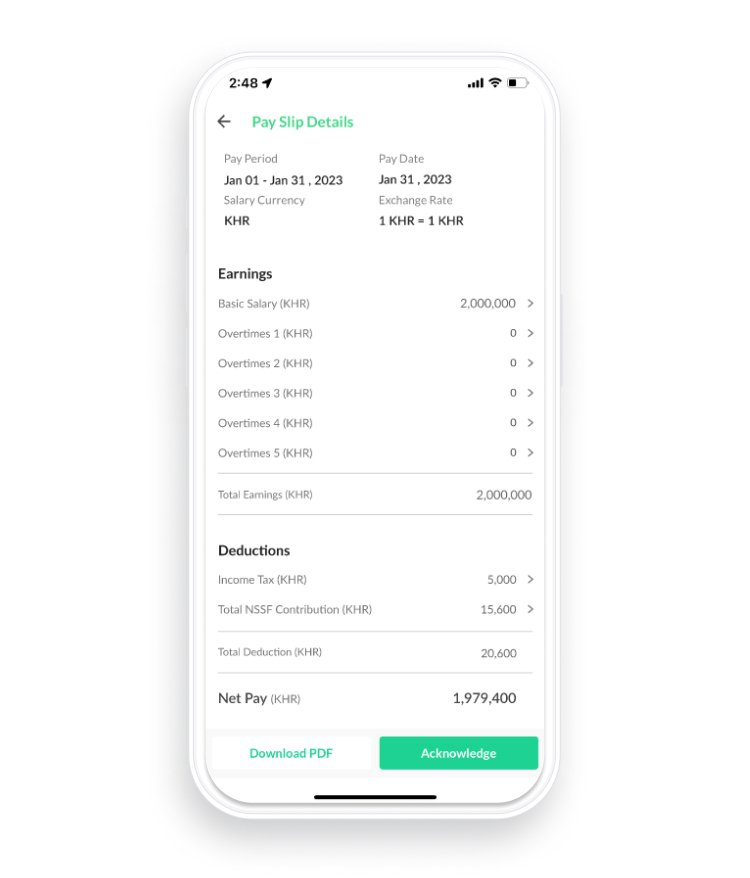 2:48
Pay Slip Details
Pay Period Pay Date
Jan 01 - Jan 31 , 2023 Jan 31 , 2023
Salary Currency Exchange Rate
KHR 1 KHR = 1 KHR
Earnings
Basic Salary (KHR) 2,000,000
Overtimes 1 (KHR) 0
Overtimes 2 (KHR) 0
Overtimes 3 (KHR) 0
Overtimes 4 (KHR) 0
Overtimes 5 (KHR) 0
Total Earnings (KHR) 2,000,000
Deductions
Income Tax (KHR) 5,000
Total NSSF Contribution (KHR) 15,600
Total Deduction (KHR) 20,600
Net Pay (KHR) 1,979,400
Download PDF Acknowledge